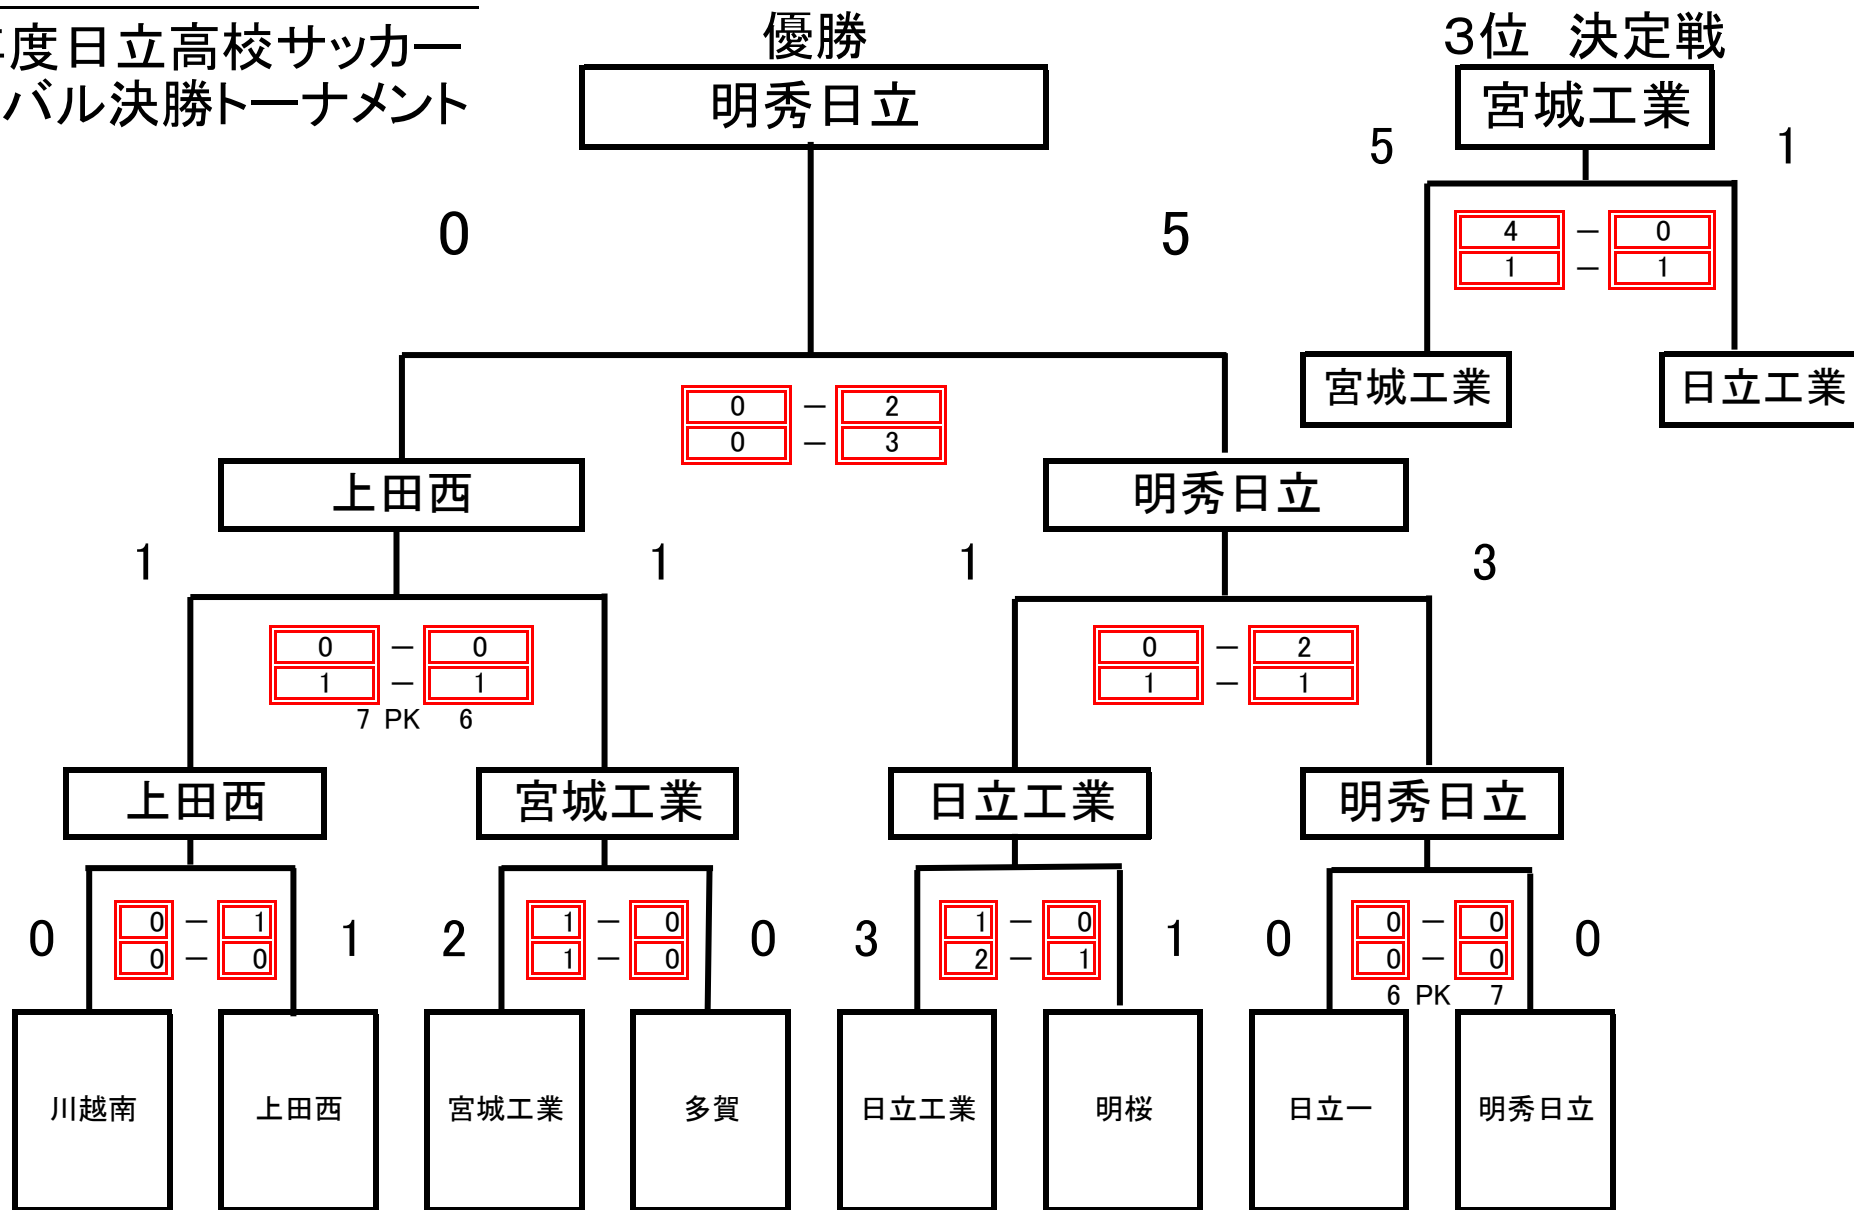 度日立高校サッカー
バル決勝トーナメント
優勝
明秀日立
3位 決定戦
宮城工業
5 1
4 － 0
1 － 1
宮城工業 日立工業
0 5
0 － 2
0 － 3
上田西 明秀日立
1 1 1 3
0 － 0 0 － 2
1 － 1 1 － 1
7 PK 6
上田西 宮城工業 日立工業 明秀日立
0 1 2 0 3 1 0 0
0 － 1 1 － 0 1 － 0 0 － 0
0 － 0 1 － 0 2 － 1 0 － 0
6 PK 7
川越南 上田西 宮城工業 多賀 日立工業 明桜 日立一 明秀日立